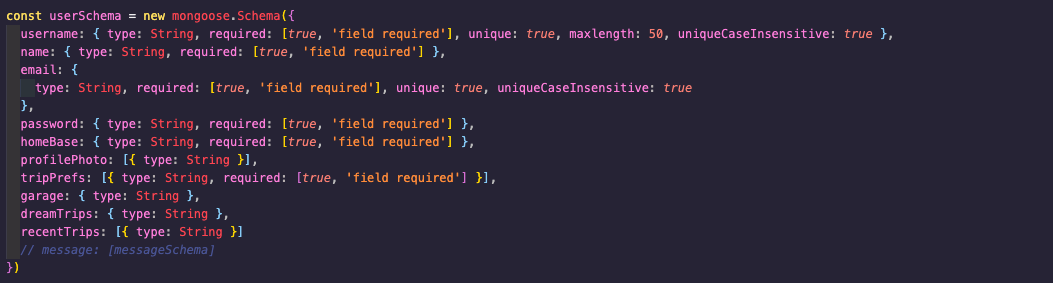 const userSchema = new mongoose.Schema({
username: { type: String, required: [true, 'field required'], unique: true, maxlength: 50, uniqueCaseInsensitive: true },
name: { type: String, required: [true, 'field required'] },
email: {
type: String, required: [true, 'field required'], unique: true, uniqueCaseInsensitive: true
},
password: { type: String, required: [true, 'field required'] },
homeBase: { type: String, required: [true, 'field required'] },
profilePhoto: [{ type: String }],
tripPrefs: [{ type: String, required: [true, 'field required'] }],
garage: { type: String },
dreamTrips: { type: String },
recentTrips: [{ type: String }]
// message: [messageSchema]
})